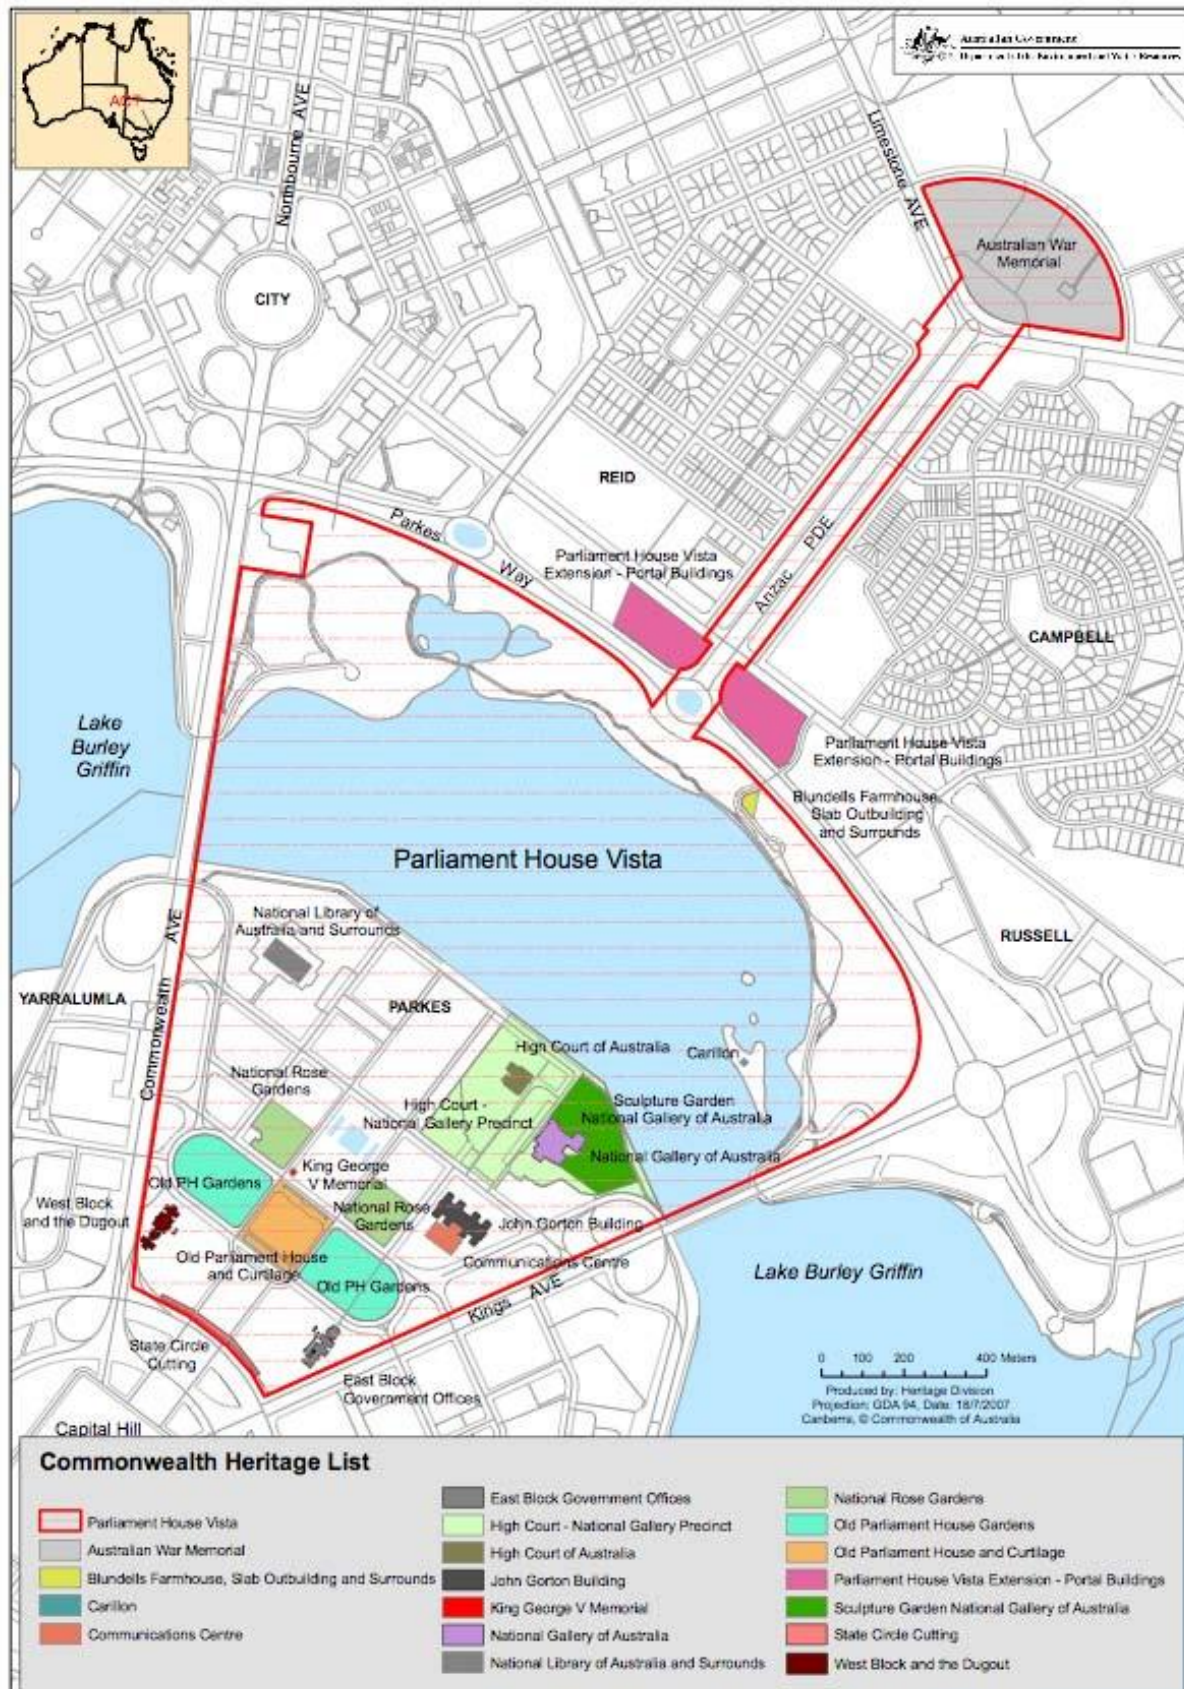 ACT
Australian Government
Department of the Environment and Water Resources
Northbourne AVE
Limestone AVE
Australian War
Memorial
CITY
REID
Parkes Way
Parliament House Vista
Extension - Portal Buildings
Anzac PDE
CAMPBELL
Lake
Burley
Griffin
Parliament House Vista
Extension - Portal Buildings
Blundells Farmhouse,
Slab Outbuilding
and Surrounds
Parliament House Vista
National Library of
Australia and Surrounds
RUSSELL
YARRALUMLA
Commonwealth AVE
PARKES
High Court of Australia
Carillon
National Rose
Gardens
High Court -
National Gallery Precinct
Sculpture Garden
National Gallery of Australia
National Gallery of Australia
King George
V Memorial
Old PH Gardens
West Block
and the Dugout
National Rose
Gardens
John Gorton Building
Old Parliament House
and Curtilage
Communications Centre
Old PH Gardens
Kings AVE
Lake Burley Griffin
State Circle
Cutting
East Block
Government Offices
0 100 200 400 Meters
Produced by: Heritage Division
Projection: GDA 94, Date: 18/7/2007
Canberra, © Commonwealth of Australia
Capital Hill
Commonwealth Heritage List
Parliament House Vista
Australian War Memorial
Blundells Farmhouse, Slab Outbuilding and Surrounds
Carillon
Communications Centre
East Block Government Offices
High Court - National Gallery Precinct
High Court of Australia
John Gorton Building
King George V Memorial
National Gallery of Australia
National Library of Australia and Surrounds
National Rose Gardens
Old Parliament House Gardens
Old Parliament House and Curtilage
Parliament House Vista Extension - Portal Buildings
Sculpture Garden National Gallery of Australia
State Circle Cutting
West Block and the Dugout